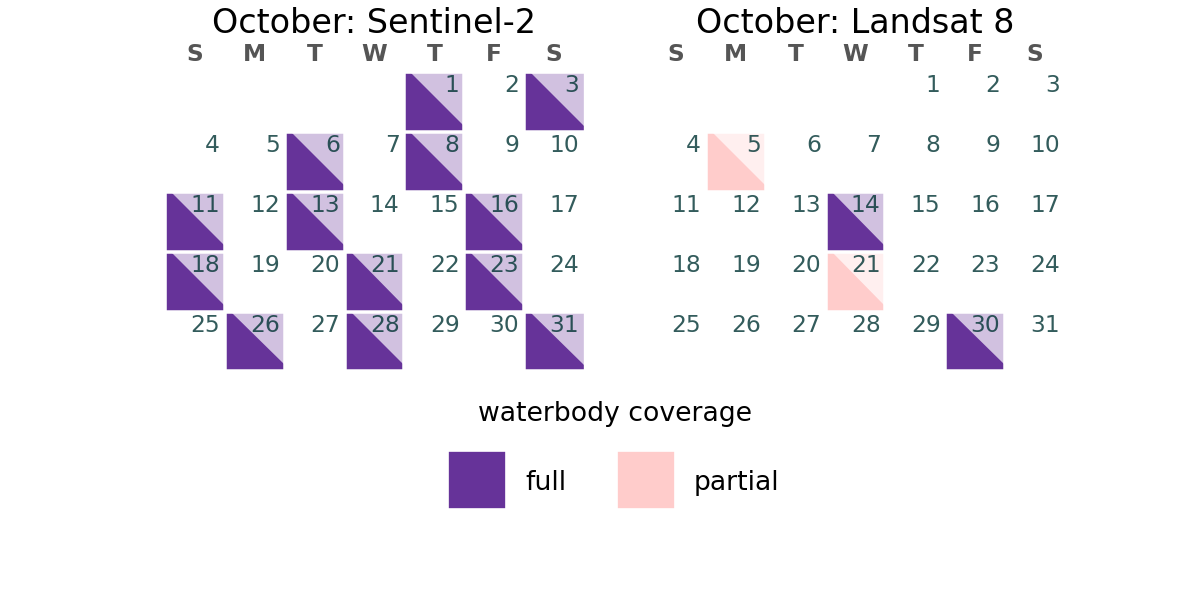 October: Sentinel-2
S M T W T F S
1 2 3
4 5 6 7 8 9 10
11 12 13 14 15 16 17
18 19 20 21 22 23 24
25 26 27 28 29 30 31
October: Landsat 8
S M T W T F S
1 2 3
4 5 6 7 8 9 10
11 12 13 14 15 16 17
18 19 20 21 22 23 24
25 26 27 28 29 30 31
waterbody coverage
full
partial